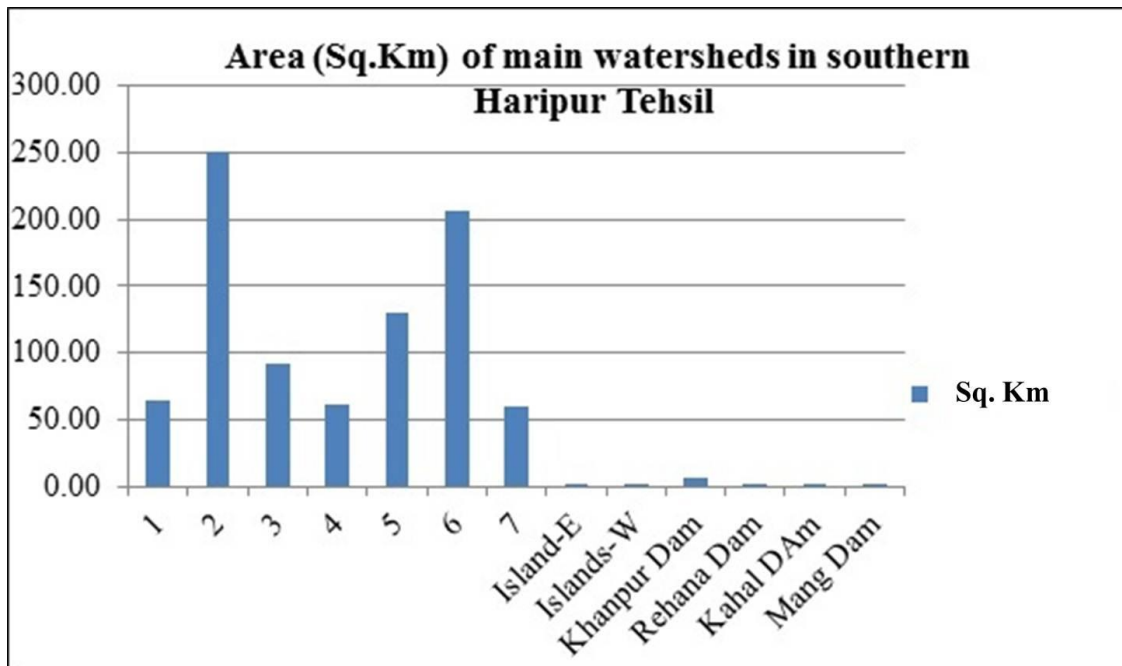 Area (Sq.Km) of main watersheds in southern
Haripur Tehsil
300.00
250.00
200.00
150.00
100.00
50.00
0.00
1
2
3
4
5
6
7
Island-E
Islands-W
Khanpur Dam
Rehana Dam
Kahal DAm
Mang Dam
Sq. Km